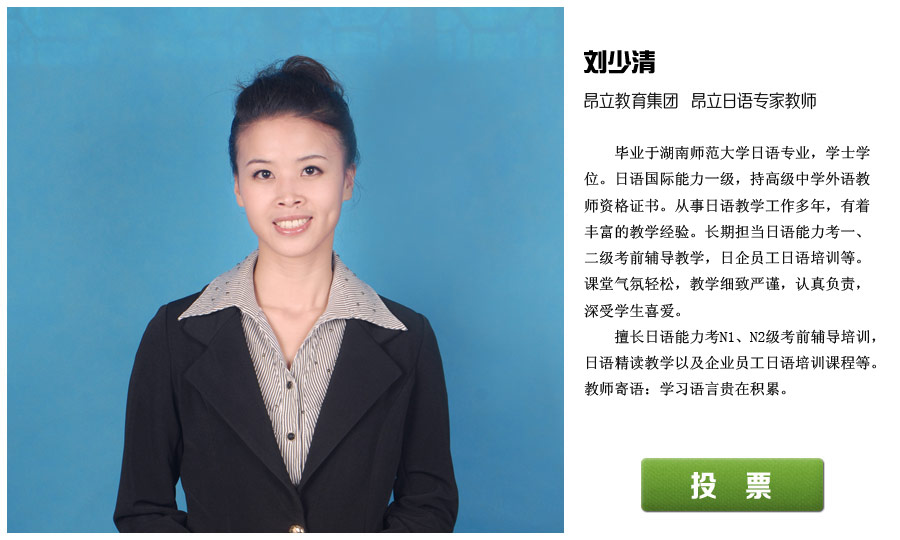 刘少清
昂立教育集团 昂立日语专家教师
毕业于湖南师范大学日语专业，学士学
位。日语国际能力一级，持高级中学外语教
师资格证书。从事日语教学工作多年，有着
丰富的教学经验。长期担当日语能力考一、
二级考前辅导教学，日企员工日语培训等。
课堂气氛轻松，教学细致严谨，认真负责，
深受学生喜爱。
擅长日语能力考N1、N2级考前辅导培训，
日语精读教学以及企业员工日语培训课程等。
教师寄语：学习语言贵在积累。
投 票